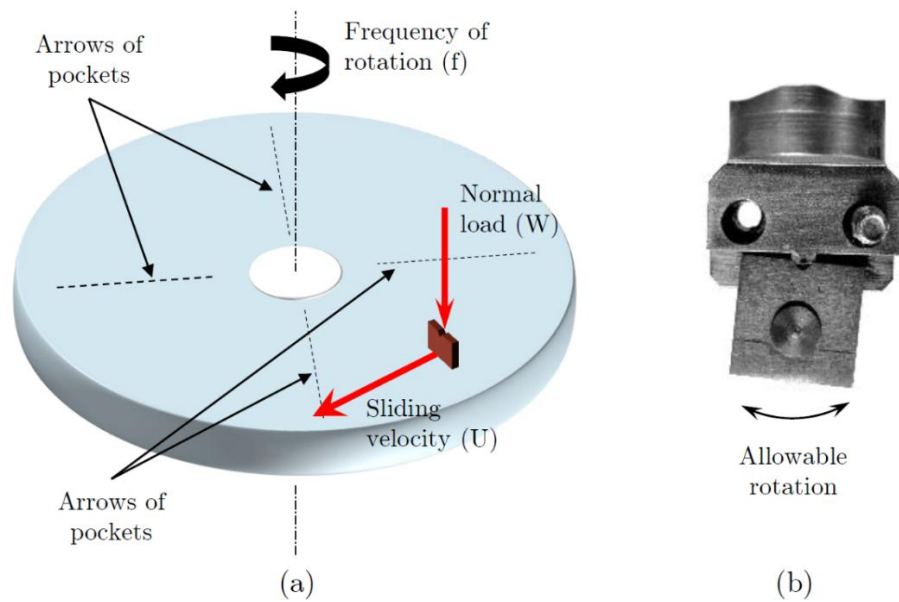 Arrows of
pockets
Frequency of
rotation (f)
Normal
load (W)
Sliding
velocity (U)
Arrows of
pockets
Allowable
rotation
(a)
(b)